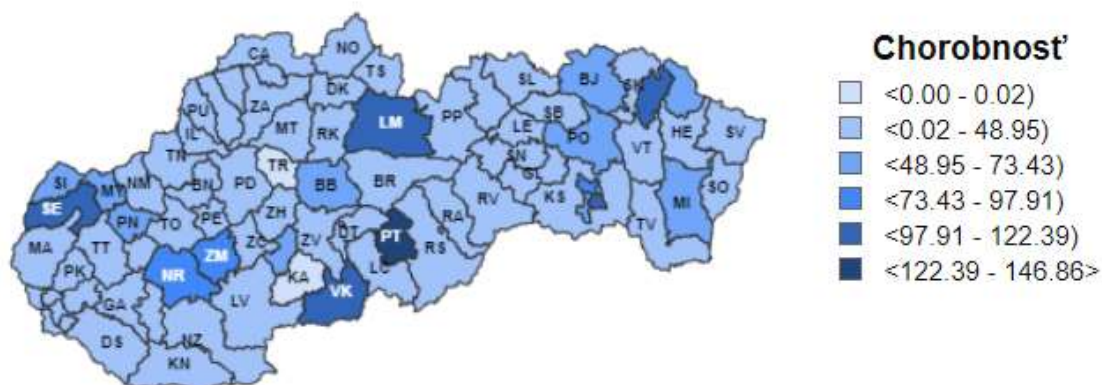 Chorobnosť
<0.00 - 0.02)
<0.02 - 48.95)
<48.95 - 73.43)
<73.43 - 97.91)
<97.91 - 122.39)
<122.39 - 146.86>
NO
CA
TS
DK
SL
BJ
PU
ZA
PP
SB
LM
IL
MT
RK
LE
PO
HE
SV
VT
TN
TR
SN
GL
SI
MY
NM
BN
PD
BB
BR
RV
KS
MI
SO
SE
PN
TO
PE
ZH
RA
TV
MA
TT
ZM
ZC
ZV
DT
PT
RS
PK
NR
KA
LC
GA
LV
VK
DS
NZ
KN